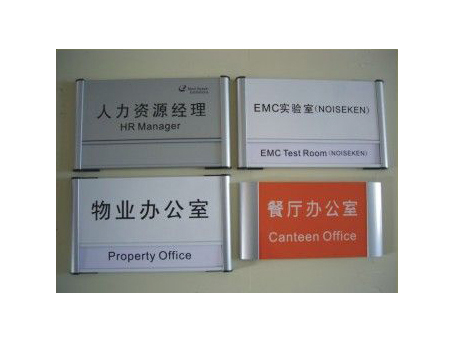 人力资源经理
HR Manager
EMC实验室(NOISEKEN)
EMC Test Room(NOISEKEN)
物业办公室
Property Office
餐厅办公室
Canteen Office